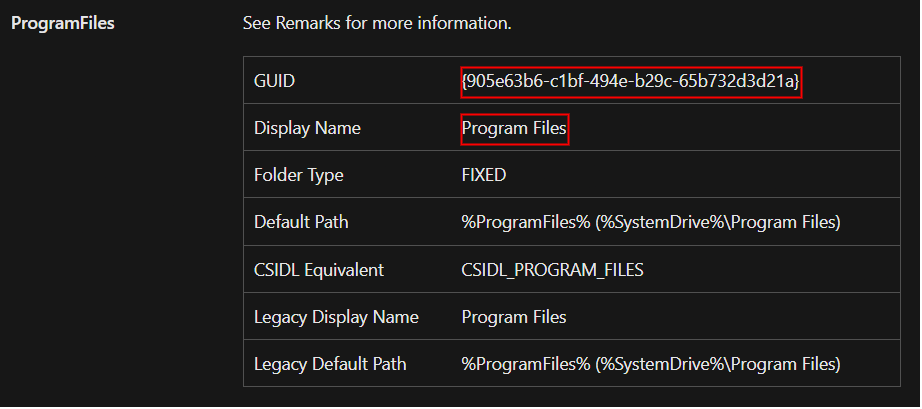 ProgramFiles See Remarks for more information.
GUID {905e63b6-c1bf-494e-b29c-65b732d3d21a}
Display Name Program Files
Folder Type FIXED
Default Path %ProgramFiles% (%SystemDrive%\Program Files)
CSIDL Equivalent CSIDL_PROGRAM_FILES
Legacy Display Name Program Files
Legacy Default Path %ProgramFiles% (%SystemDrive%\Program Files)